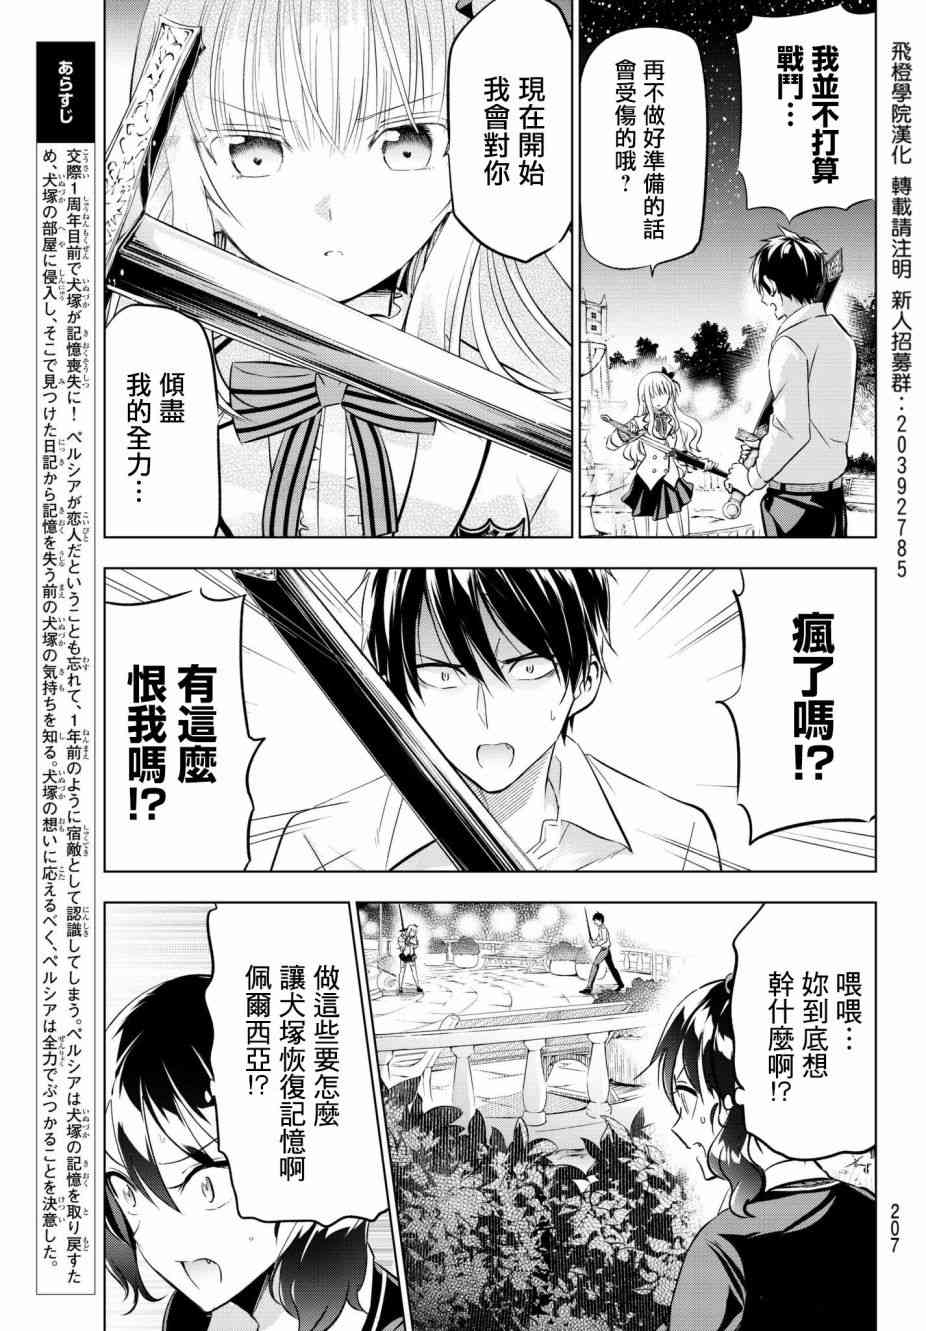 飛橙學院漢化 轉載請注明 新人招募群：203392785
我並不打算
戰鬥…
再不做好準備的話
會受傷的哦？
現在開始
我會對你
傾盡
我的全力…
瘋了嗎!?
有這麼
恨我嗎!?
喂喂…
妳到底想
幹什麼啊!?
做這些要怎麼
讓犬塚恢復記憶啊
佩爾西亞!?
あらすじ
交際1周年目前で犬塚が記憶喪失に！ ペルシアが恋人だということも忘れて、1年前のように宿敵として認識してしまう。ペルシアは犬塚の記憶を取り戻すた
め、犬塚の部屋に侵入し、そこで見つけた日記から記憶を失う前の犬塚の気持ちを知る。犬塚の想いに応えるべく、ペルシアは全力でぶつかることを決意した。
207